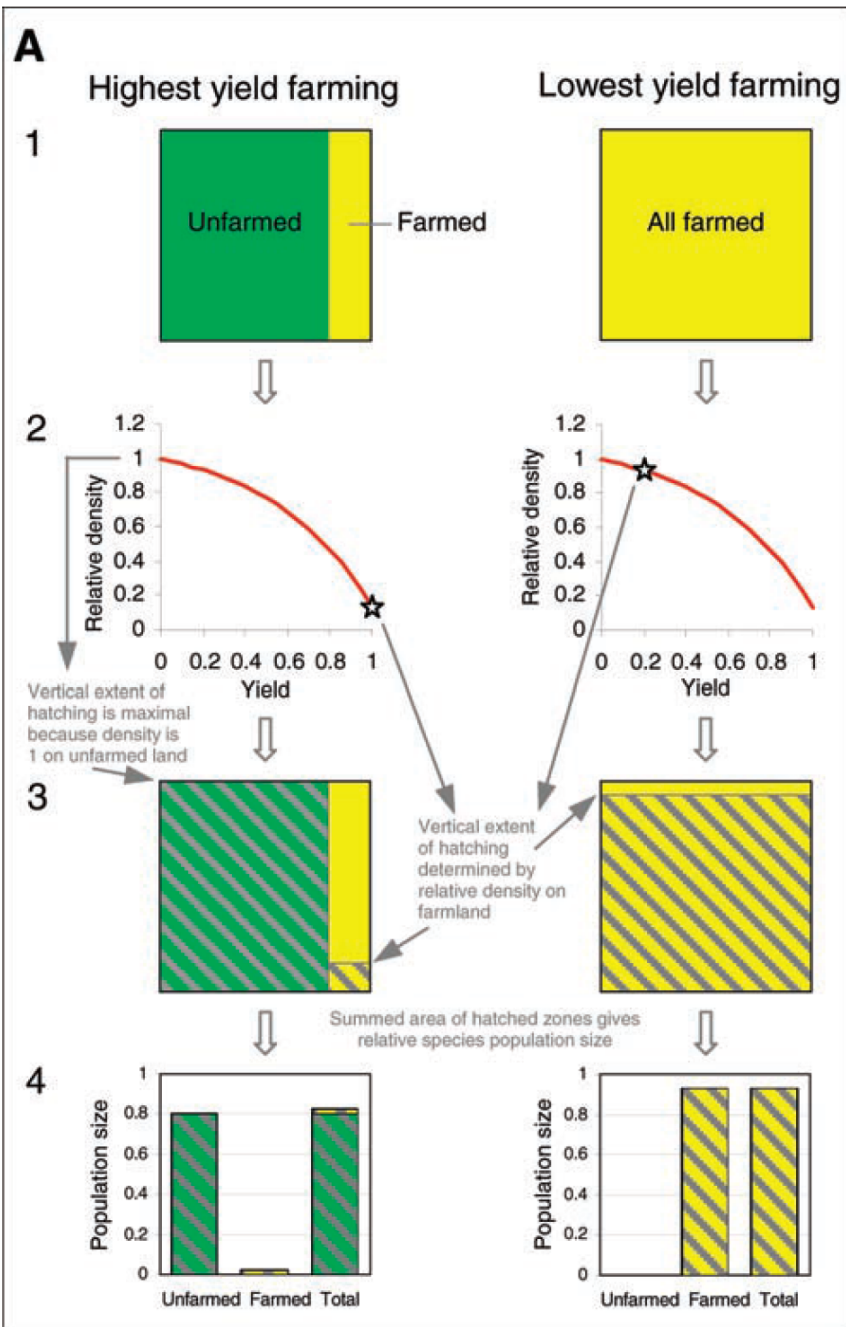 A
Highest yield farming
Lowest yield farming
1
Unfarmed
Farmed
All farmed
2
1.2
1
0.8
0.6
0.4
0.2
0
Relative density
0 0.2 0.4 0.6 0.8 1
Yield
1.2
1
0.8
0.6
0.4
0.2
0
Relative density
0 0.2 0.4 0.6 0.8 1
Yield
Vertical extent of
hatching is maximal
because density is
1 on unfarmed land
3
Vertical extent
of hatching
determined by
relative density on
farmland
Summed area of hatched zones gives
relative species population size
4
1
0.8
0.6
0.4
0.2
0
Population size
Unfarmed Farmed Total
1
0.8
0.6
0.4
0.2
0
Population size
Unfarmed Farmed Total